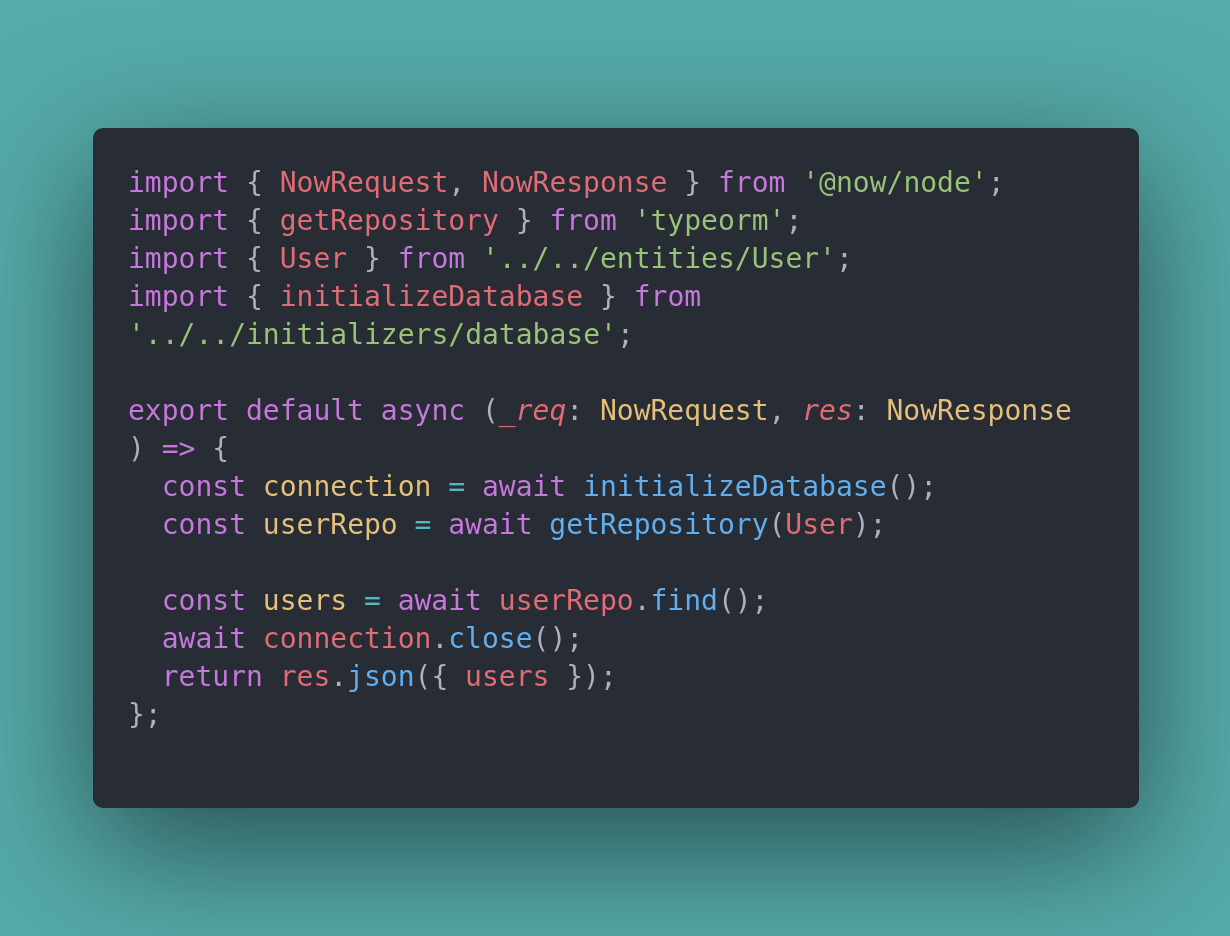 import { NowRequest, NowResponse } from '@now/node';
import { getRepository } from 'typeorm';
import { User } from '../../entities/User';
import { initializeDatabase } from
'../../initializers/database';

export default async (_req: NowRequest, res: NowResponse
) => {
  const connection = await initializeDatabase();
  const userRepo = await getRepository(User);

  const users = await userRepo.find();
  await connection.close();
  return res.json({ users });
};